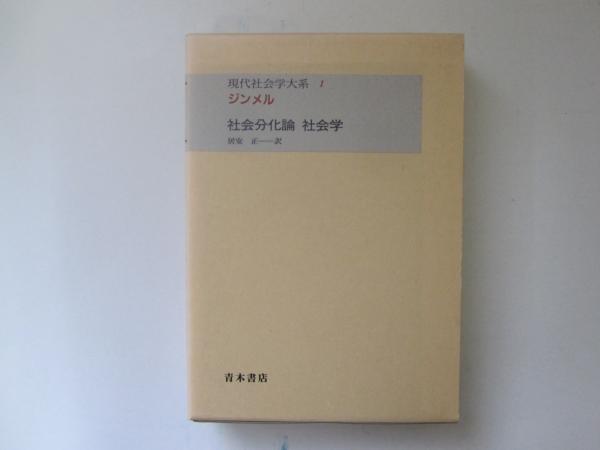 現代社会学大系 1
ジンメル
社会分化論 社会学
居安 正──訳
青木書店